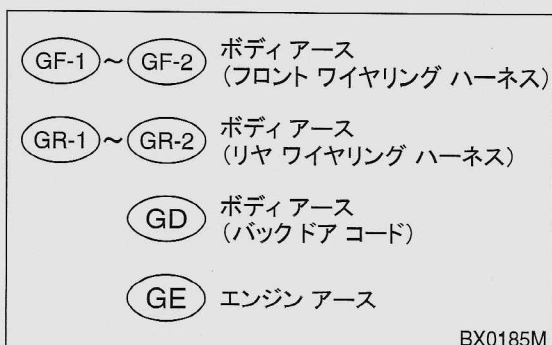 GF-1 ~ GF-2 ボディ アース
(フロント ワイヤリング ハーネス)
GR-1 ~ GR-2 ボディ アース
(リヤ ワイヤリング ハーネス)
GD ボディ アース
(バック ドア コード)
GE エンジン アース
BX0185M